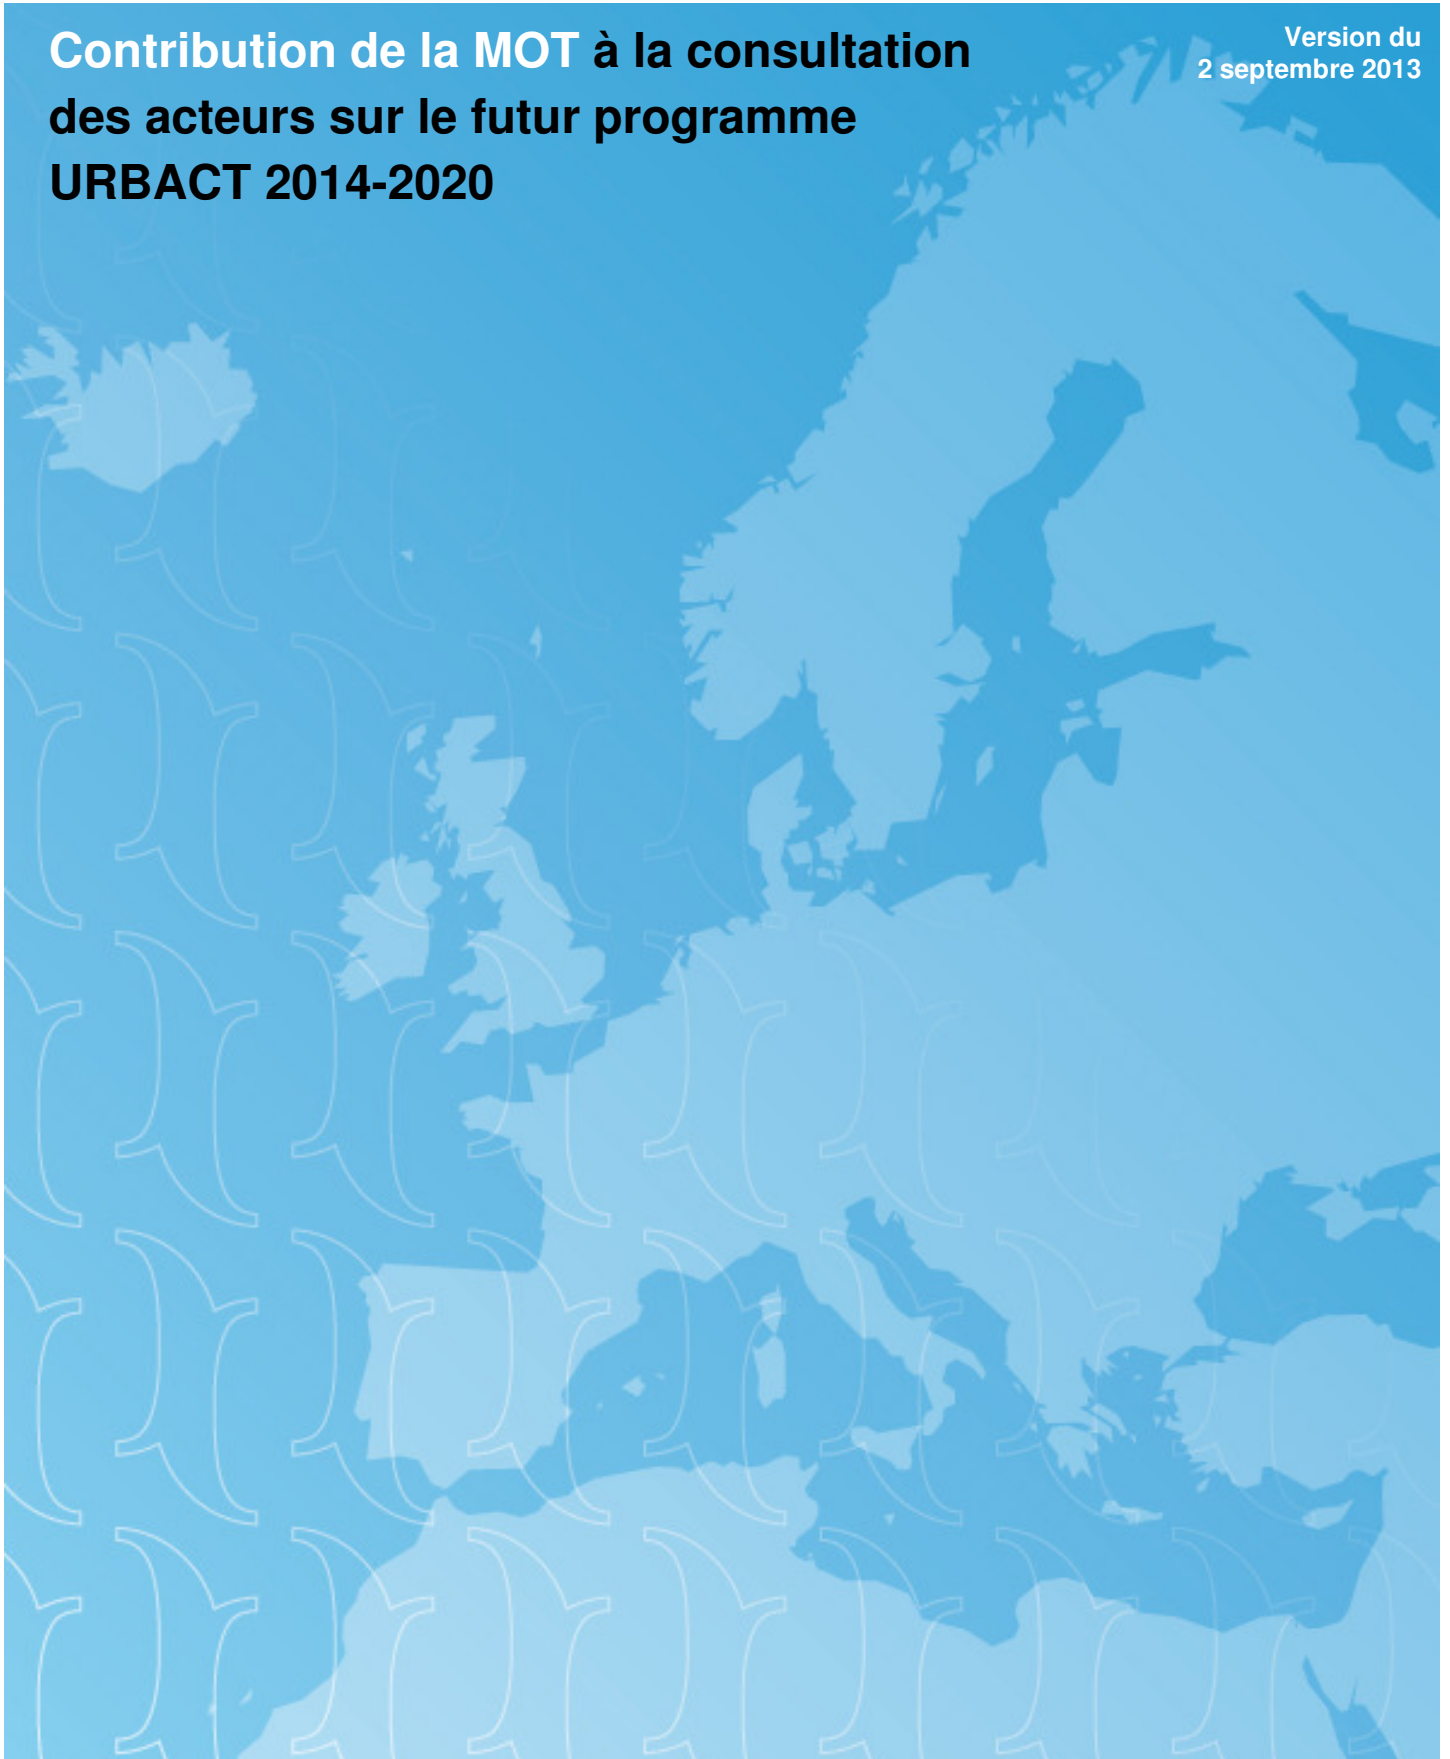 Contribution de la MOT à la consultation
des acteurs sur le futur programme
URBACT 2014-2020
Version du
2 septembre 2013